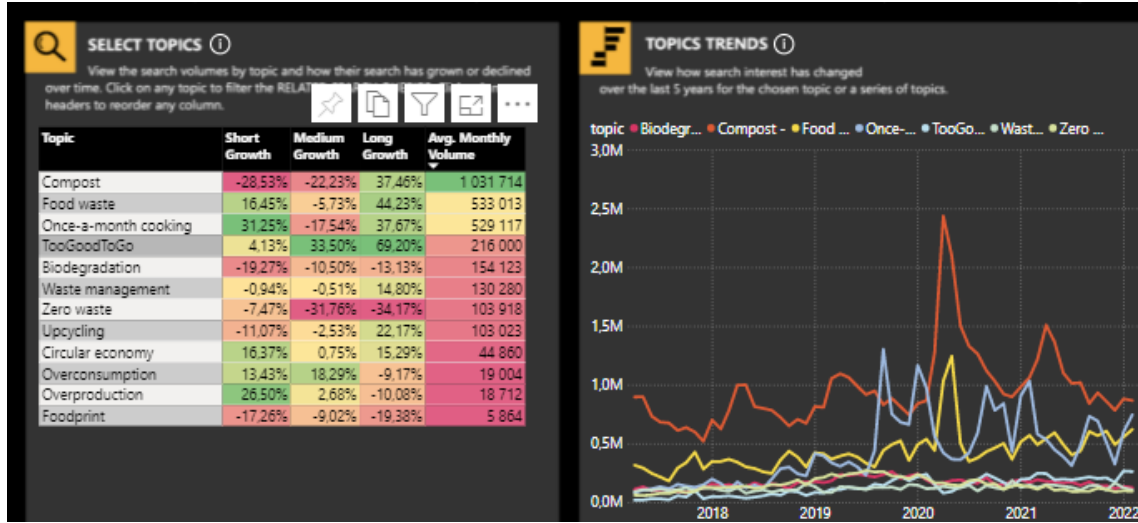 SELECT TOPICS
View the search volumes by topic and how their search has grown or declined
over time. Click on any topic to filter the
headers to reorder any column.
Topic Short Growth Medium Growth Long Growth Avg. Monthly Volume
Compost -28,53% -22,23% 37,46% 1 031 714
Food waste 16,45% -5,73% 44,23% 533 013
Once-a-month cooking 31,25% -17,54% 37,67% 529 117
TooGoodToGo 4,13% 33,50% 69,20% 216 000
Biodegradation -19,27% -10,50% -13,13% 154 123
Waste management -0,94% -0,51% 14,80% 130 280
Zero waste -7,47% -31,76% -34,17% 103 918
Upcycling -11,07% -2,53% 22,17% 103 023
Circular economy 16,37% 0,75% 15,29% 44 860
Overconsumption 13,43% 18,29% -9,17% 19 004
Overproduction 26,50% 2,68% -10,08% 18 712
Foodprint -17,26% -9,02% -19,38% 5 864
TOPICS TRENDS
View how search interest has changed
over the last 5 years for the chosen topic or a series of topics.
topic Biodegr... Compost - Food ... Once-... TooGo... Wast... Zero ...
3,0M
2,5M
2,0M
1,5M
1,0M
0,5M
0,0M
2018 2019 2020 2021 2022